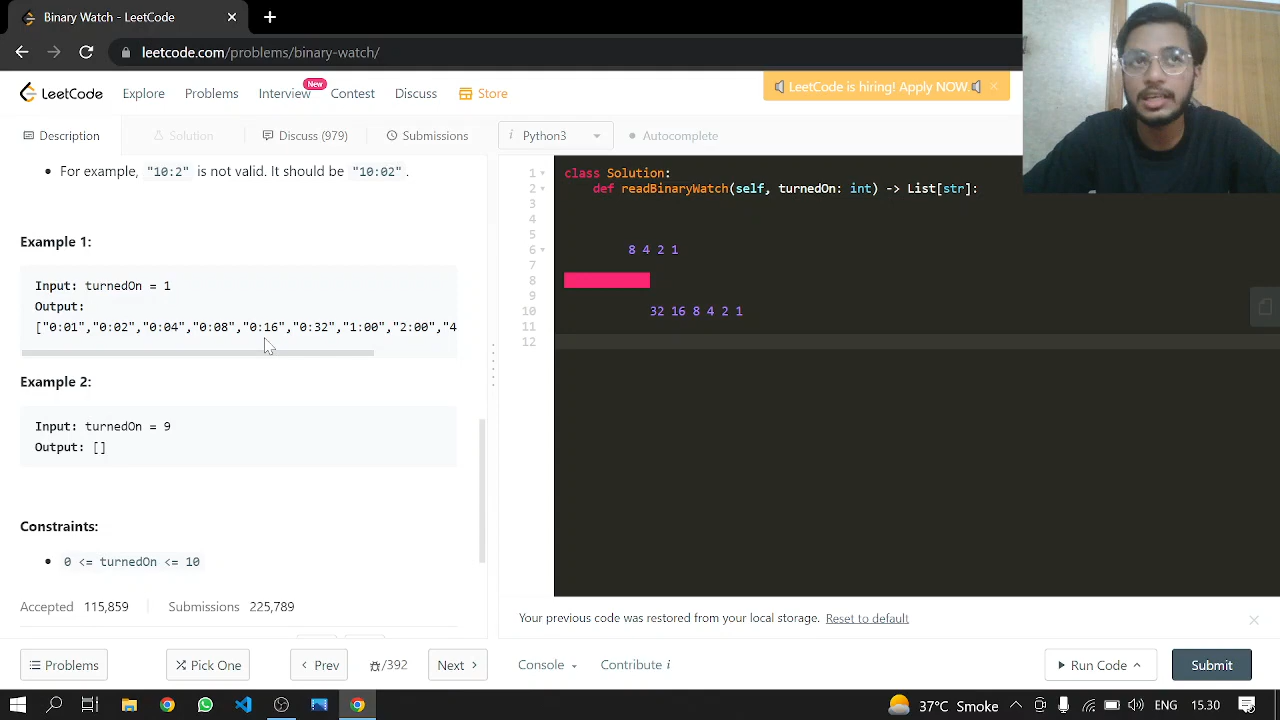 Binary Watch - LeetCode
leetcode.com/problems/binary-watch/
LeetCode Explore Problems Interview New Contest Discuss Store
LeetCode is hiring! Apply NOW.
Description Solution Discuss (979) Submissions
i Python3 Autocomplete
For example, "10:2" is not valid. It should be "10:02".
Example 1:
Input: turnedOn = 1
Output:
["0:01","0:02","0:04","0:08","0:16","0:32","1:00","2:00","4
Example 2:
Input: turnedOn = 9
Output: []
Constraints:
0 <= turnedOn <= 10
Accepted 115,859 Submissions 225,789
1 class Solution:
2 def readBinaryWatch(self, turnedOn: int) -> List[str]:
3
4
5
6 8 4 2 1
7
8
9
10 32 16 8 4 2 1
11
12
Your previous code was restored from your local storage. Reset to default
Problems Pick One Prev /392 Next Console Contribute i Run Code Submit
37°C Smoke ENG 15.30